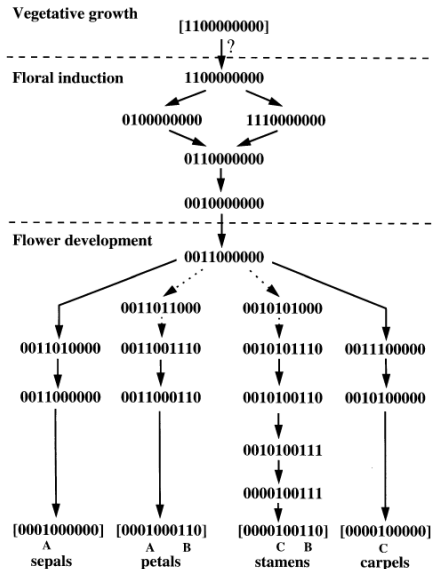 Vegetative growth
[1100000000]
?
Floral induction
1100000000
0100000000 1110000000
0110000000
0010000000
Flower development
0011000000
0011011000 0010101000
0011010000 0011001110 0010101110 0011100000
0011000000 0011000110 0010100110 0010100000
0010100111
0000100111
[0001000000] [0001000110] [0000100110] [0000100000]
A A B C B C
sepals petals stamens carpels